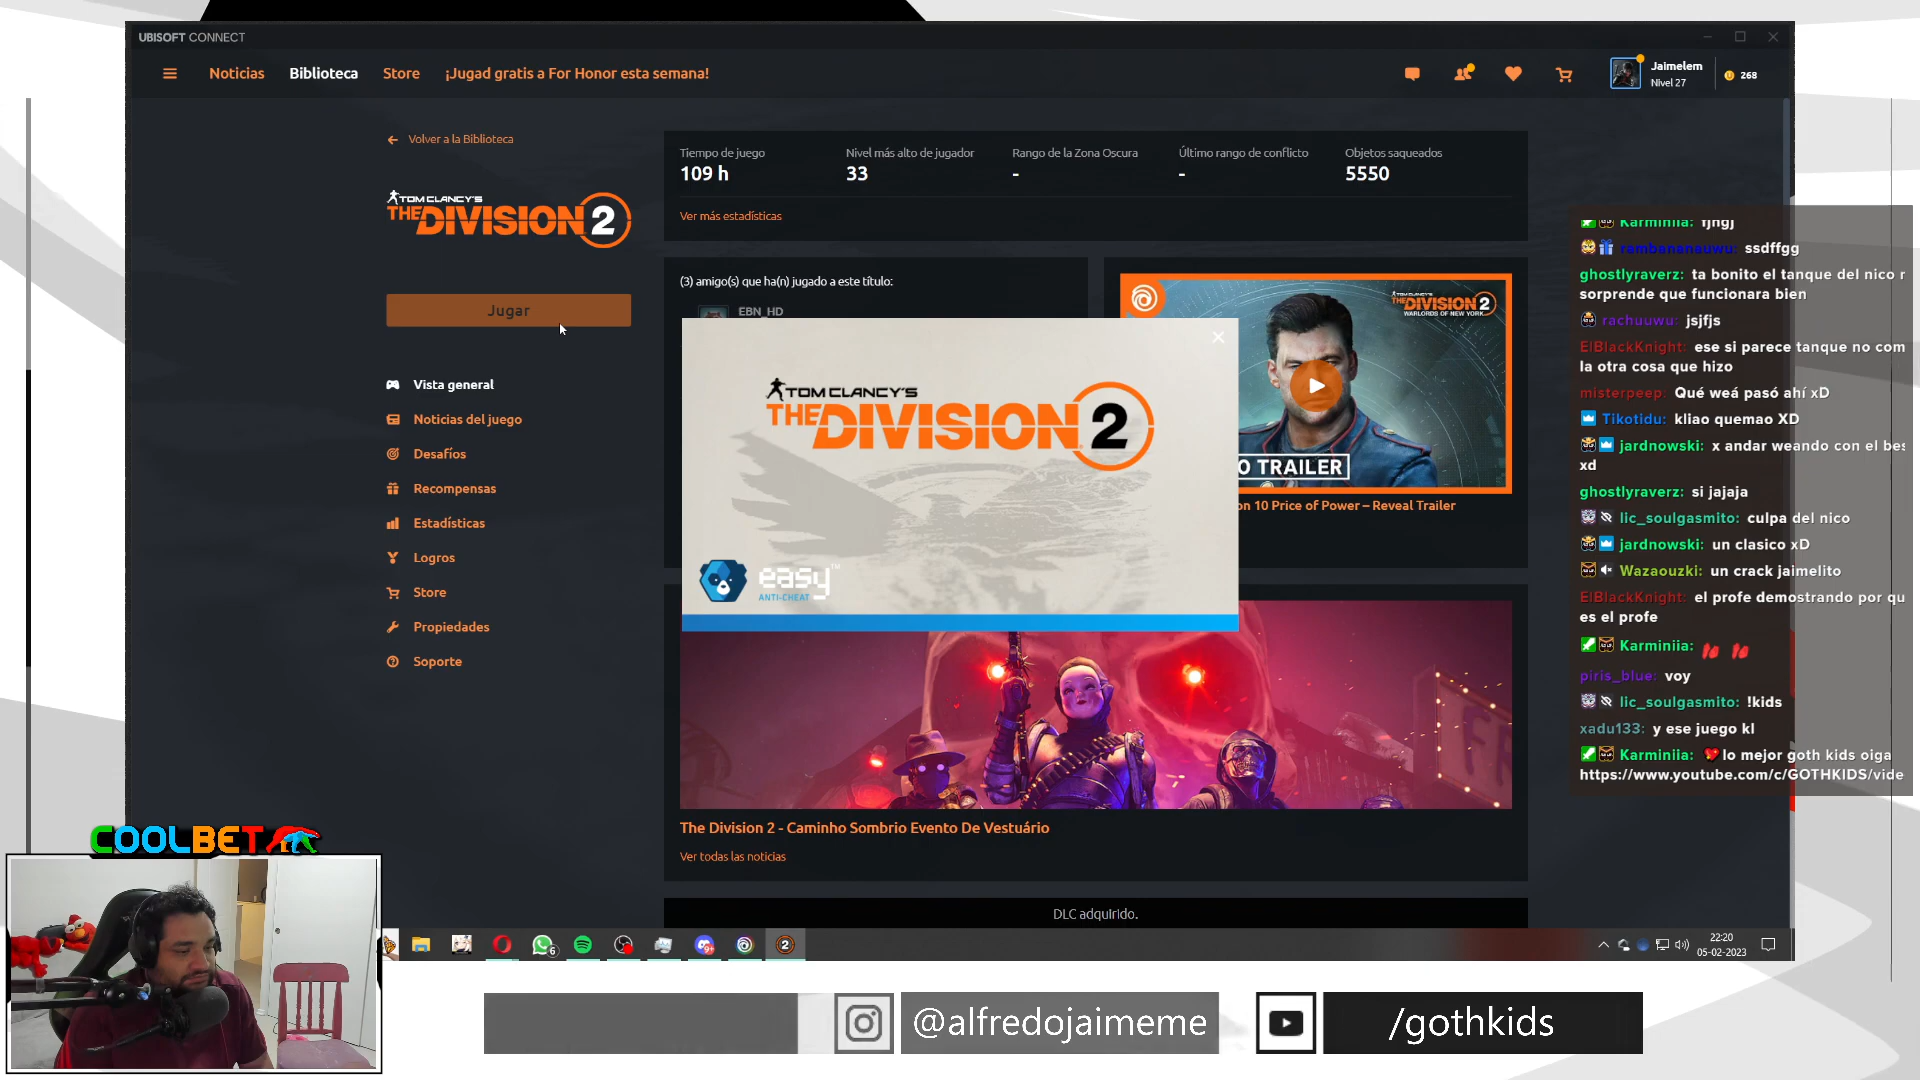 UBISOFT CONNECT
Noticias
Biblioteca
Store
¡Jugad gratis a For Honor esta semana!
Jaimelem
Nivel 27
268
Volver a la Biblioteca
TOM CLANCY'S
THE DIVISION 2
Jugar
Vista general
Noticias del juego
Desafíos
Recompensas
Estadísticas
Logros
Store
Propiedades
Soporte
Tiempo de juego
109 h
Nivel más alto de jugador
33
Rango de la Zona Oscura
-
Último rango de conflicto
-
Objetos saqueados
5550
Ver más estadísticas
(3) amigo(s) que ha(n) jugado a este título:
EBN_HD
TOM CLANCY'S
THE DIVISION 2
easy™
ANTI-CHEAT
TOM CLANCY'S
THE DIVISION 2
WARLORDS OF NEW YORK
O TRAILER
on 10 Price of Power – Reveal Trailer
The Division 2 - Caminho Sombrio Evento De Vestuário
Ver todas las noticias
DLC adquirido.
Karminiia: fjngj
rambananauwu: ssdffgg
ghostlyraverz: ta bonito el tanque del nico r
sorprende que funcionara bien
rachuuwu: jsjfjs
ElBlackKnight: ese si parece tanque no com
la otra cosa que hizo
misterpeep: Qué weá pasó ahí xD
Tikotidu: kliao quemao XD
jardnowski: x andar weando con el bes
xd
ghostlyraverz: si jajaja
lic_soulgasmito: culpa del nico
jardnowski: un clasico xD
Wazaouzki: un crack jaimelito
ElBlackKnight: el profe demostrando por qu
es el profe
Karminiia:
piris_blue: voy
lic_soulgasmito: !kids
xadu133: y ese juego kl
Karminiia: lo mejor goth kids oiga
https://www.youtube.com/c/GOTHKIDS/vide
COOLBET
6
9+
2
22:20
05-02-2023
@alfredojaimeme
/gothkids